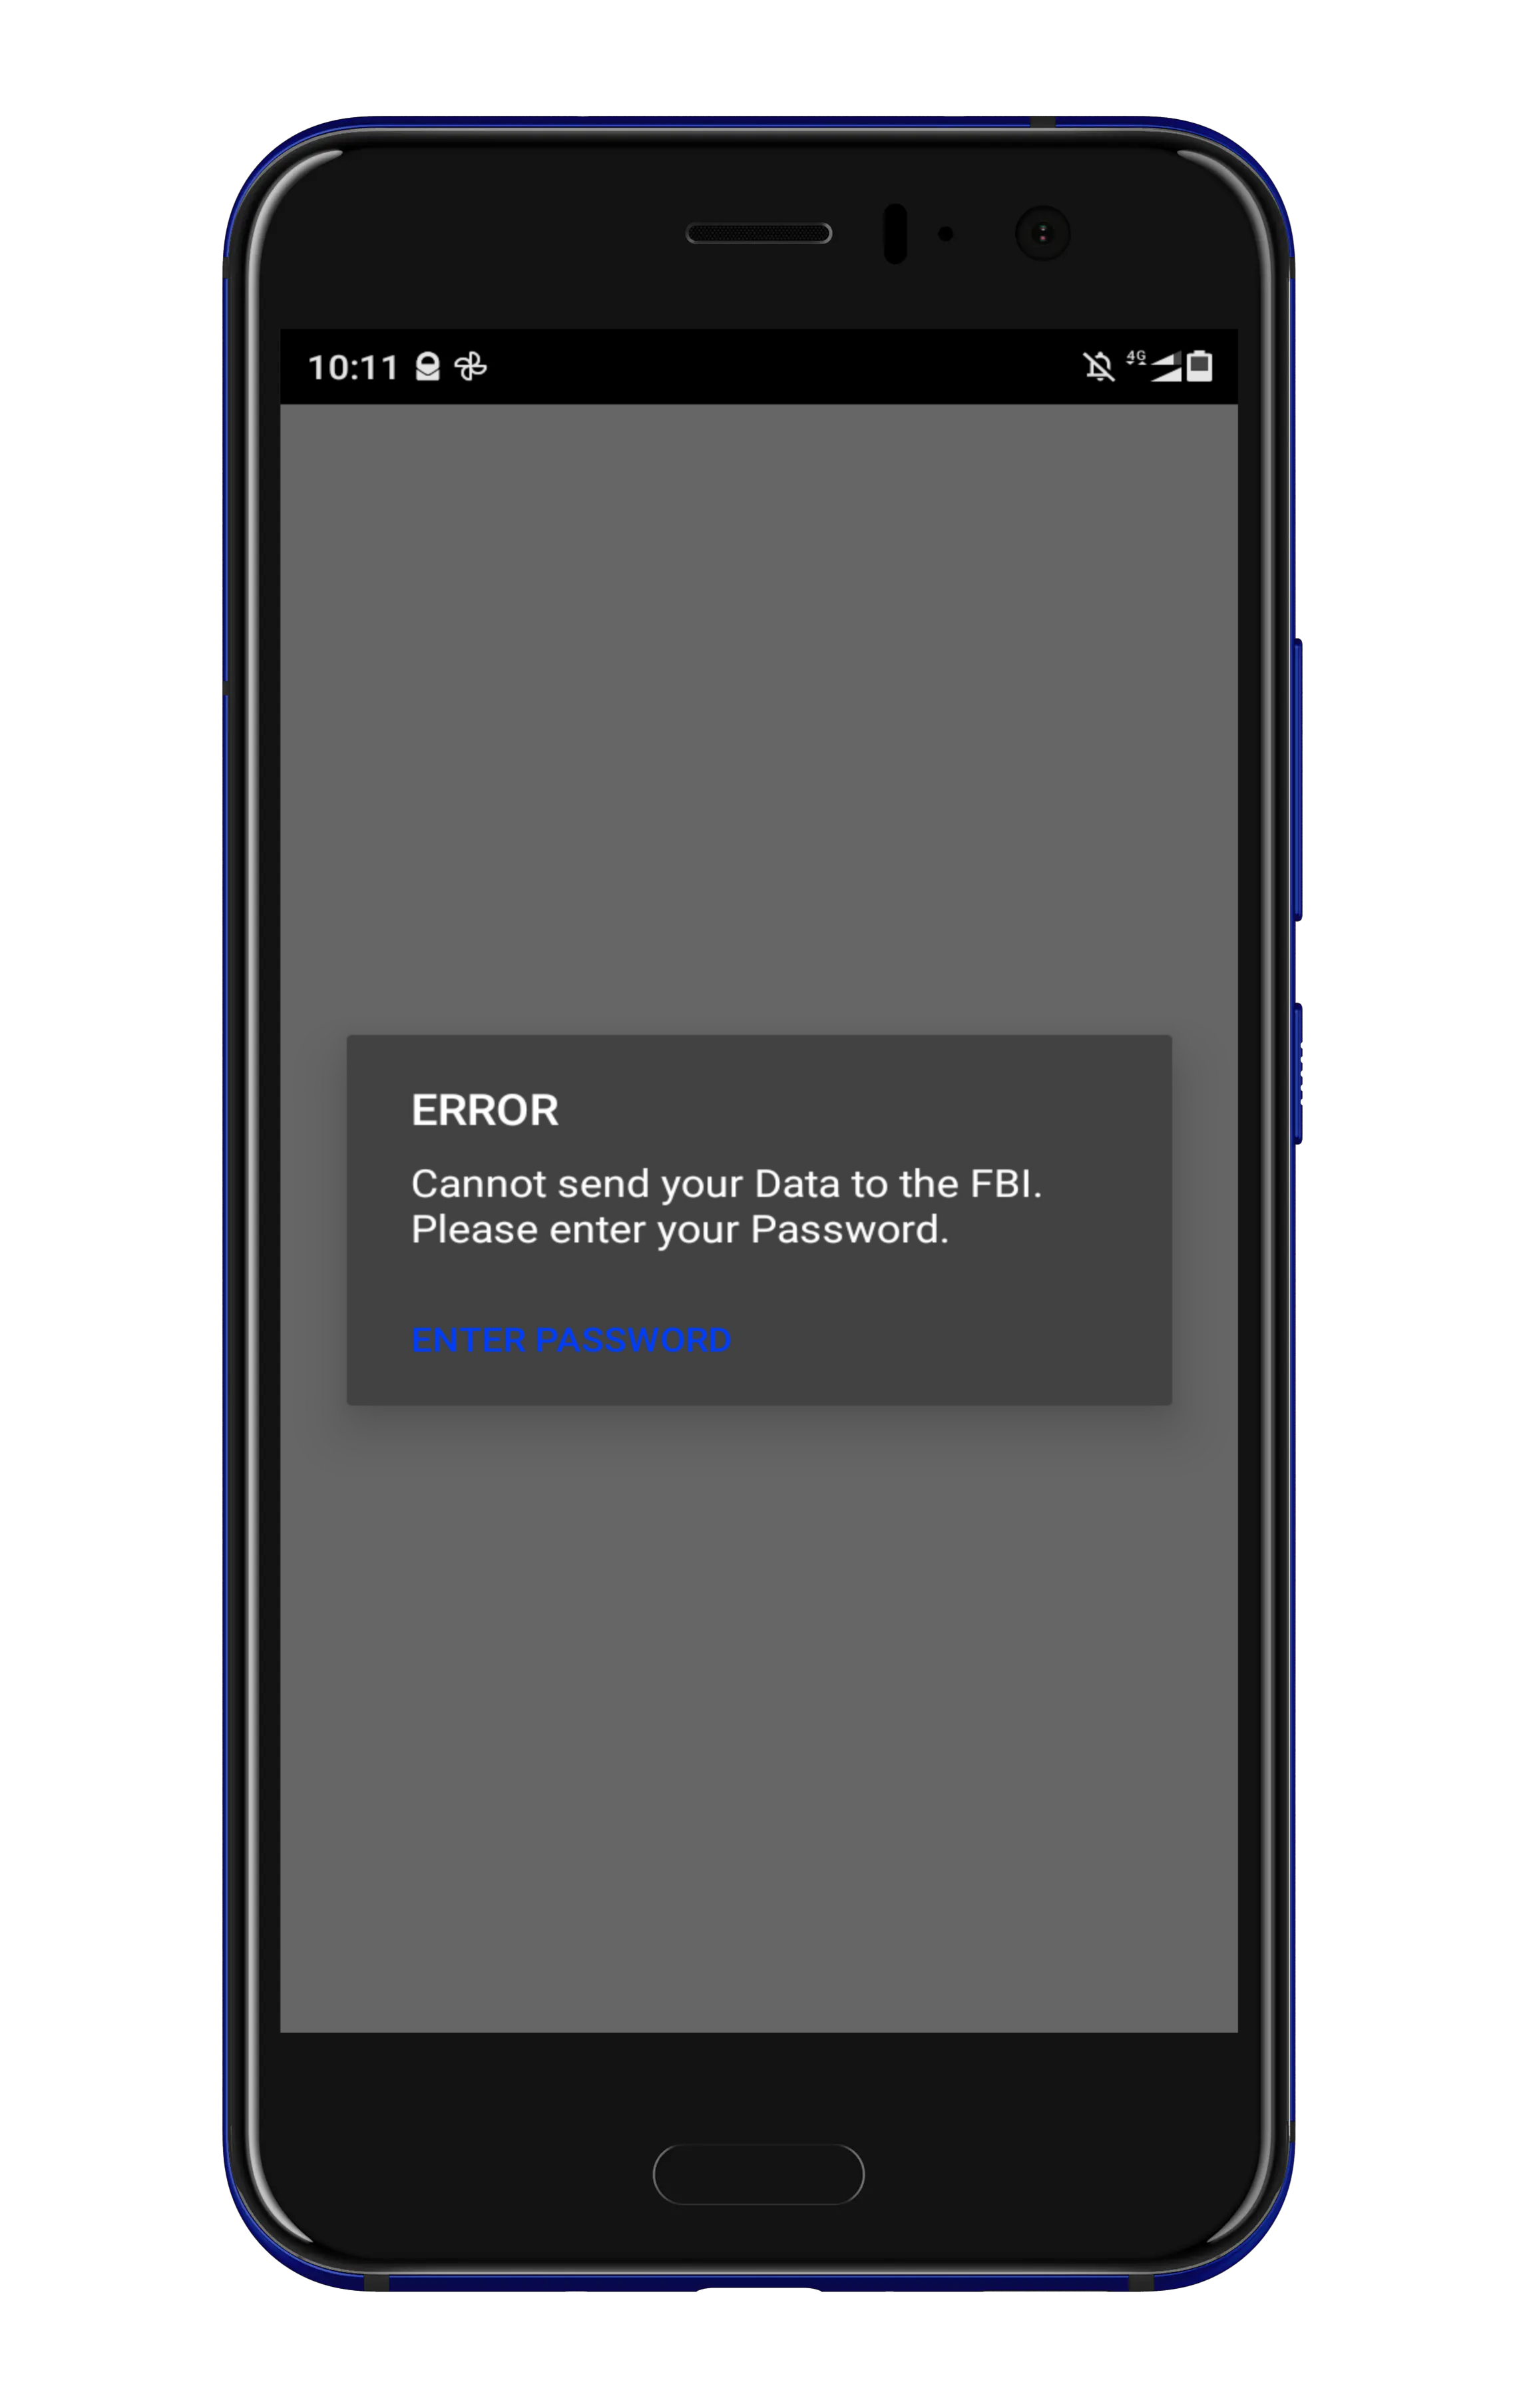 10:11
4G
ERROR
Cannot send your Data to the FBI.
Please enter your Password.
ENTER PASSWORD